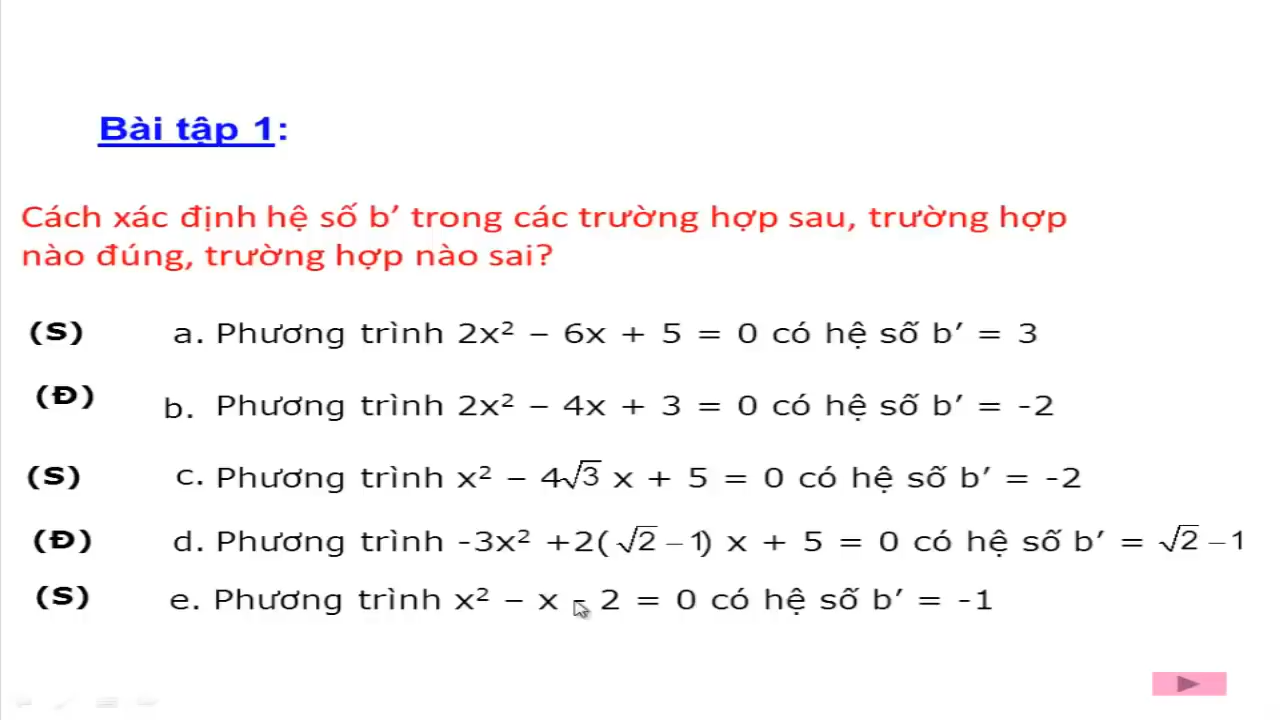 Bài tập 1:
Cách xác định hệ số b’ trong các trường hợp sau, trường hợp
nào đúng, trường hợp nào sai?
(S) a. Phương trình 2x² – 6x + 5 = 0 có hệ số b’ = 3
(Đ) b. Phương trình 2x² – 4x + 3 = 0 có hệ số b’ = -2
(S) c. Phương trình x² – 4√3 x + 5 = 0 có hệ số b’ = -2
(Đ) d. Phương trình -3x² +2(√2 –1) x + 5 = 0 có hệ số b’ = √2 –1
(S) e. Phương trình x² – x – 2 = 0 có hệ số b’ = -1